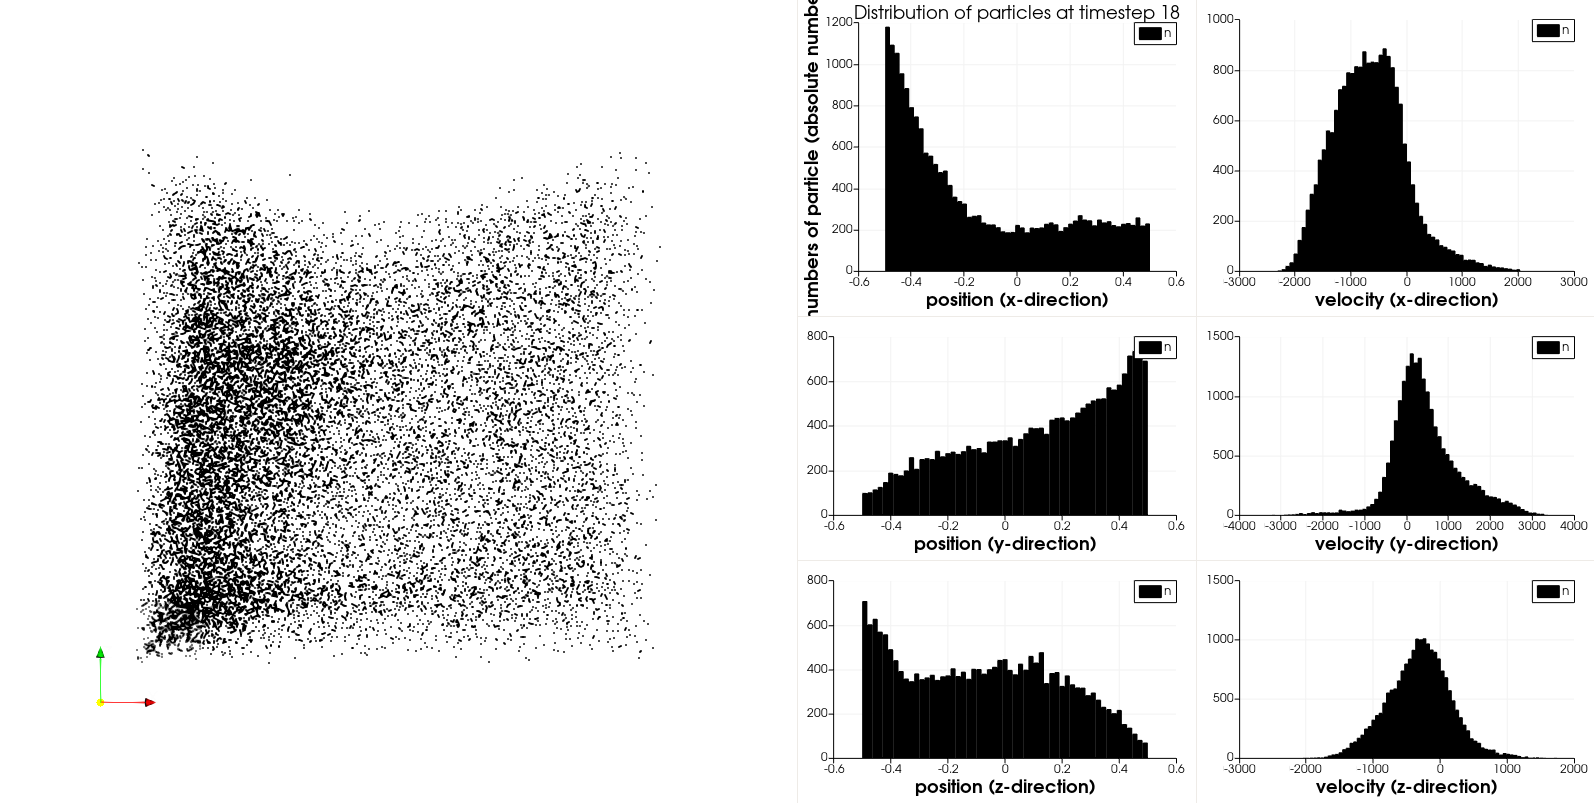 Distribution of particles at timestep 18
numbers of particle (absolute numbe
1200
1000
800
600
400
200
0
-0.6 -0.4 -0.2 0 0.2 0.4 0.6
position (x-direction)
n
1000
800
600
400
200
0
-3000 -2000 -1000 0 1000 2000 3000
velocity (x-direction)
n
800
600
400
200
0
-0.6 -0.4 -0.2 0 0.2 0.4 0.6
position (y-direction)
n
1500
1000
500
0
-4000 -3000 -2000 -1000 0 1000 2000 3000 4000
velocity (y-direction)
n
800
600
400
200
0
-0.6 -0.4 -0.2 0 0.2 0.4 0.6
position (z-direction)
n
1500
1000
500
0
-3000 -2000 -1000 0 1000 2000
velocity (z-direction)
n